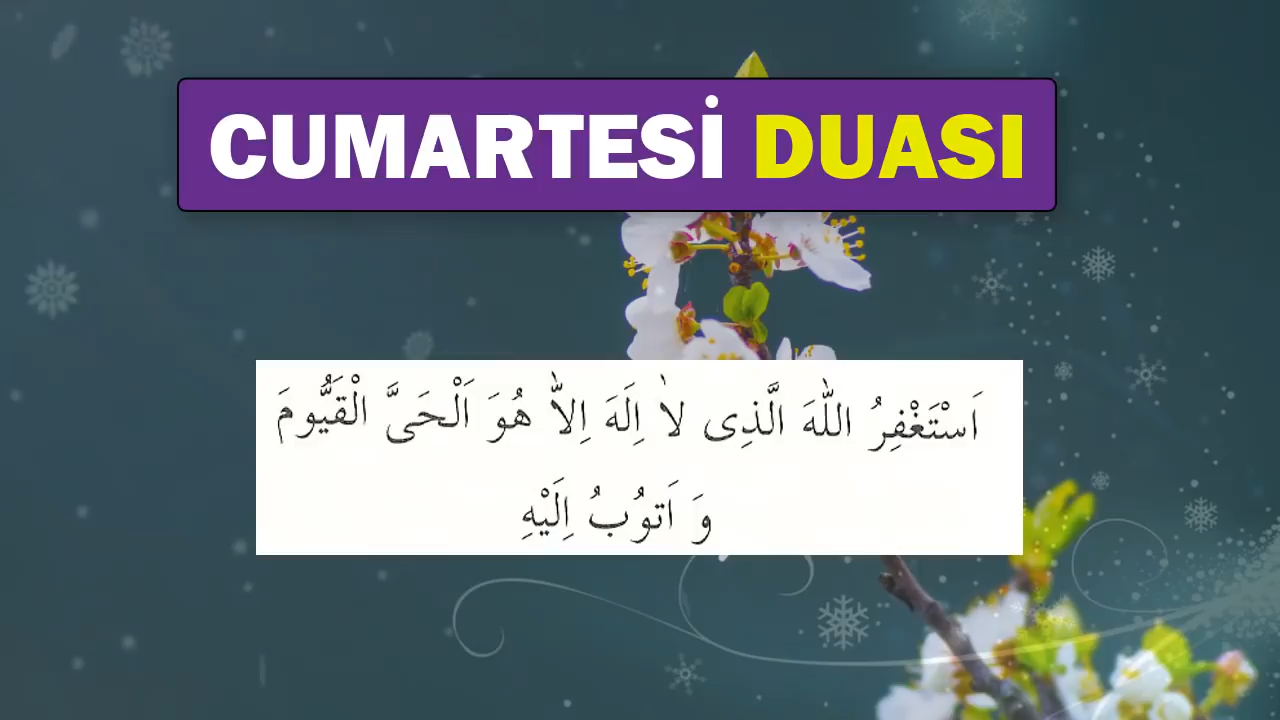 CUMARTESİ DUASI
اَسْتَغْفِرُ اللّٰهَ الَّذِى لاٰ اِلَهَ اِلاّٰ هُوَ اَلْحَىَّ الْقَيُّومَ
وَ اَتُوبُ اِلَيْهِ